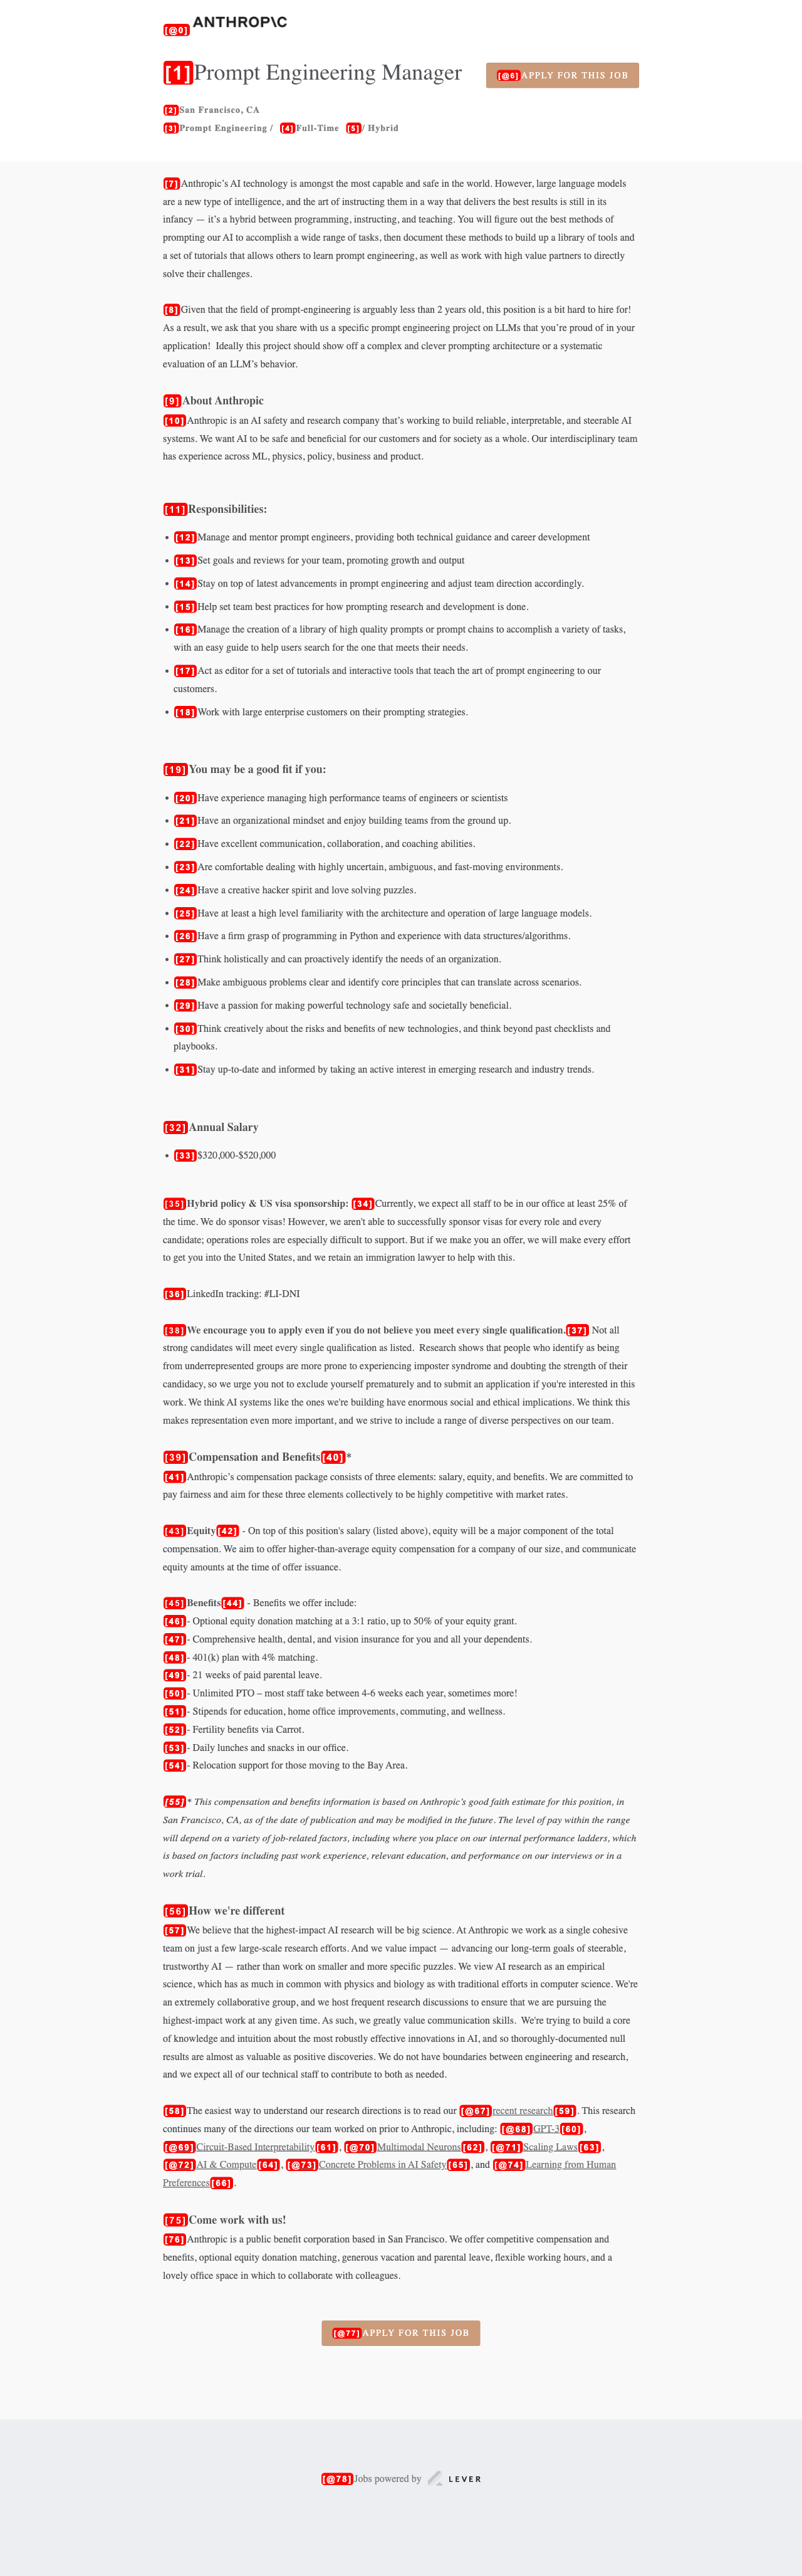 [@0] ANTHROP\C
[1]Prompt Engineering Manager
[@6]APPLY FOR THIS JOB
[2]San Francisco, CA
[3]Prompt Engineering / [4]Full-Time [5]/ Hybrid
[7]Anthropic’s AI technology is amongst the most capable and safe in the world. However, large language models
are a new type of intelligence, and the art of instructing them in a way that delivers the best results is still in its
infancy — it’s a hybrid between programming, instructing, and teaching. You will figure out the best methods of
prompting our AI to accomplish a wide range of tasks, then document these methods to build up a library of tools and
a set of tutorials that allows others to learn prompt engineering, as well as work with high value partners to directly
solve their challenges.
[8]Given that the field of prompt-engineering is arguably less than 2 years old, this position is a bit hard to hire for!
As a result, we ask that you share with us a specific prompt engineering project on LLMs that you’re proud of in your
application!  Ideally this project should show off a complex and clever prompting architecture or a systematic
evaluation of an LLM’s behavior.
[9]About Anthropic
[10]Anthropic is an AI safety and research company that’s working to build reliable, interpretable, and steerable AI
systems. We want AI to be safe and beneficial for our customers and for society as a whole. Our interdisciplinary team
has experience across ML, physics, policy, business and product.
[11]Responsibilities:
• [12]Manage and mentor prompt engineers, providing both technical guidance and career development
• [13]Set goals and reviews for your team, promoting growth and output
• [14]Stay on top of latest advancements in prompt engineering and adjust team direction accordingly.
• [15]Help set team best practices for how prompting research and development is done.
• [16]Manage the creation of a library of high quality prompts or prompt chains to accomplish a variety of tasks,
with an easy guide to help users search for the one that meets their needs.
• [17]Act as editor for a set of tutorials and interactive tools that teach the art of prompt engineering to our
customers.
• [18]Work with large enterprise customers on their prompting strategies.
[19]You may be a good fit if you:
• [20]Have experience managing high performance teams of engineers or scientists
• [21]Have an organizational mindset and enjoy building teams from the ground up.
• [22]Have excellent communication, collaboration, and coaching abilities.
• [23]Are comfortable dealing with highly uncertain, ambiguous, and fast-moving environments.
• [24]Have a creative hacker spirit and love solving puzzles.
• [25]Have at least a high level familiarity with the architecture and operation of large language models.
• [26]Have a firm grasp of programming in Python and experience with data structures/algorithms.
• [27]Think holistically and can proactively identify the needs of an organization.
• [28]Make ambiguous problems clear and identify core principles that can translate across scenarios.
• [29]Have a passion for making powerful technology safe and societally beneficial.
• [30]Think creatively about the risks and benefits of new technologies, and think beyond past checklists and
playbooks.
• [31]Stay up-to-date and informed by taking an active interest in emerging research and industry trends.
[32]Annual Salary
• [33]$320,000-$520,000
[35]Hybrid policy & US visa sponsorship: [34]Currently, we expect all staff to be in our office at least 25% of
the time. We do sponsor visas! However, we aren't able to successfully sponsor visas for every role and every
candidate; operations roles are especially difficult to support. But if we make you an offer, we will make every effort
to get you into the United States, and we retain an immigration lawyer to help with this.
[36]LinkedIn tracking: #LI-DNI
[38]We encourage you to apply even if you do not believe you meet every single qualification.[37] Not all
strong candidates will meet every single qualification as listed.  Research shows that people who identify as being
from underrepresented groups are more prone to experiencing imposter syndrome and doubting the strength of their
candidacy, so we urge you not to exclude yourself prematurely and to submit an application if you're interested in this
work. We think AI systems like the ones we're building have enormous social and ethical implications. We think this
makes representation even more important, and we strive to include a range of diverse perspectives on our team.
[39]Compensation and Benefits[40]*
[41]Anthropic’s compensation package consists of three elements: salary, equity, and benefits. We are committed to
pay fairness and aim for these three elements collectively to be highly competitive with market rates.
[43]Equity[42] - On top of this position's salary (listed above), equity will be a major component of the total
compensation. We aim to offer higher-than-average equity compensation for a company of our size, and communicate
equity amounts at the time of offer issuance.
[45]Benefits[44] - Benefits we offer include:
[46]- Optional equity donation matching at a 3:1 ratio, up to 50% of your equity grant.
[47]- Comprehensive health, dental, and vision insurance for you and all your dependents.
[48]- 401(k) plan with 4% matching.
[49]- 21 weeks of paid parental leave.
[50]- Unlimited PTO – most staff take between 4-6 weeks each year, sometimes more!
[51]- Stipends for education, home office improvements, commuting, and wellness.
[52]- Fertility benefits via Carrot.
[53]- Daily lunches and snacks in our office.
[54]- Relocation support for those moving to the Bay Area.
[55]* This compensation and benefits information is based on Anthropic’s good faith estimate for this position, in
San Francisco, CA, as of the date of publication and may be modified in the future. The level of pay within the range
will depend on a variety of job-related factors, including where you place on our internal performance ladders, which
is based on factors including past work experience, relevant education, and performance on our interviews or in a
work trial.
[56]How we're different
[57]We believe that the highest-impact AI research will be big science. At Anthropic we work as a single cohesive
team on just a few large-scale research efforts. And we value impact — advancing our long-term goals of steerable,
trustworthy AI — rather than work on smaller and more specific puzzles. We view AI research as an empirical
science, which has as much in common with physics and biology as with traditional efforts in computer science. We're
an extremely collaborative group, and we host frequent research discussions to ensure that we are pursuing the
highest-impact work at any given time. As such, we greatly value communication skills.  We're trying to build a core
of knowledge and intuition about the most robustly effective innovations in AI, and so thoroughly-documented null
results are almost as valuable as positive discoveries. We do not have boundaries between engineering and research,
and we expect all of our technical staff to contribute to both as needed.
[58]The easiest way to understand our research directions is to read our [@67]recent research[59]. This research
continues many of the directions our team worked on prior to Anthropic, including: [@68]GPT-3[60],
[@69]Circuit-Based Interpretability[61], [@70]Multimodal Neurons[62], [@71]Scaling Laws[63],
[@72]AI & Compute[64], [@73]Concrete Problems in AI Safety[65], and [@74]Learning from Human
Preferences[66].
[75]Come work with us!
[76]Anthropic is a public benefit corporation based in San Francisco. We offer competitive compensation and
benefits, optional equity donation matching, generous vacation and parental leave, flexible working hours, and a
lovely office space in which to collaborate with colleagues.
[@77]APPLY FOR THIS JOB
[@78]Jobs powered by LEVER